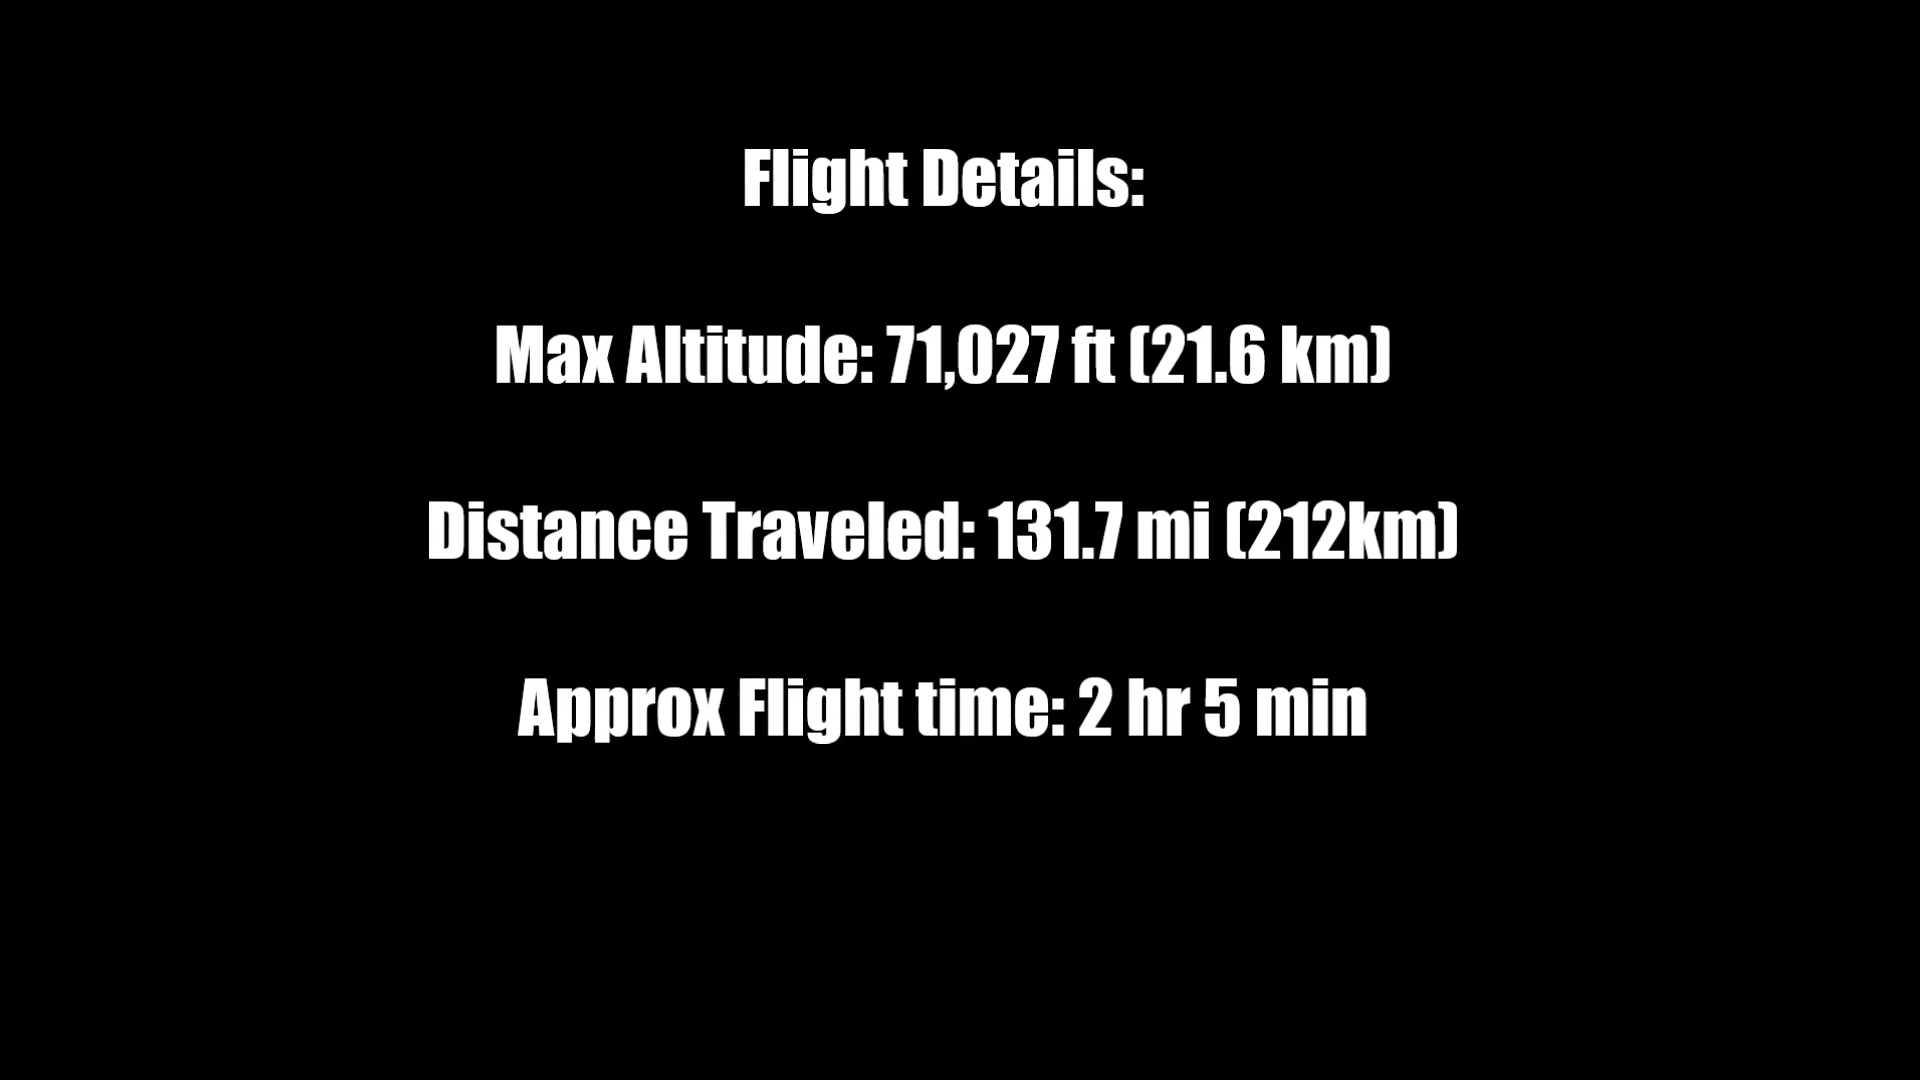 Flight Details:
Max Altitude: 71,027 ft (21.6 km)
Distance Traveled: 131.7 mi (212km)
Approx Flight time: 2 hr 5 min